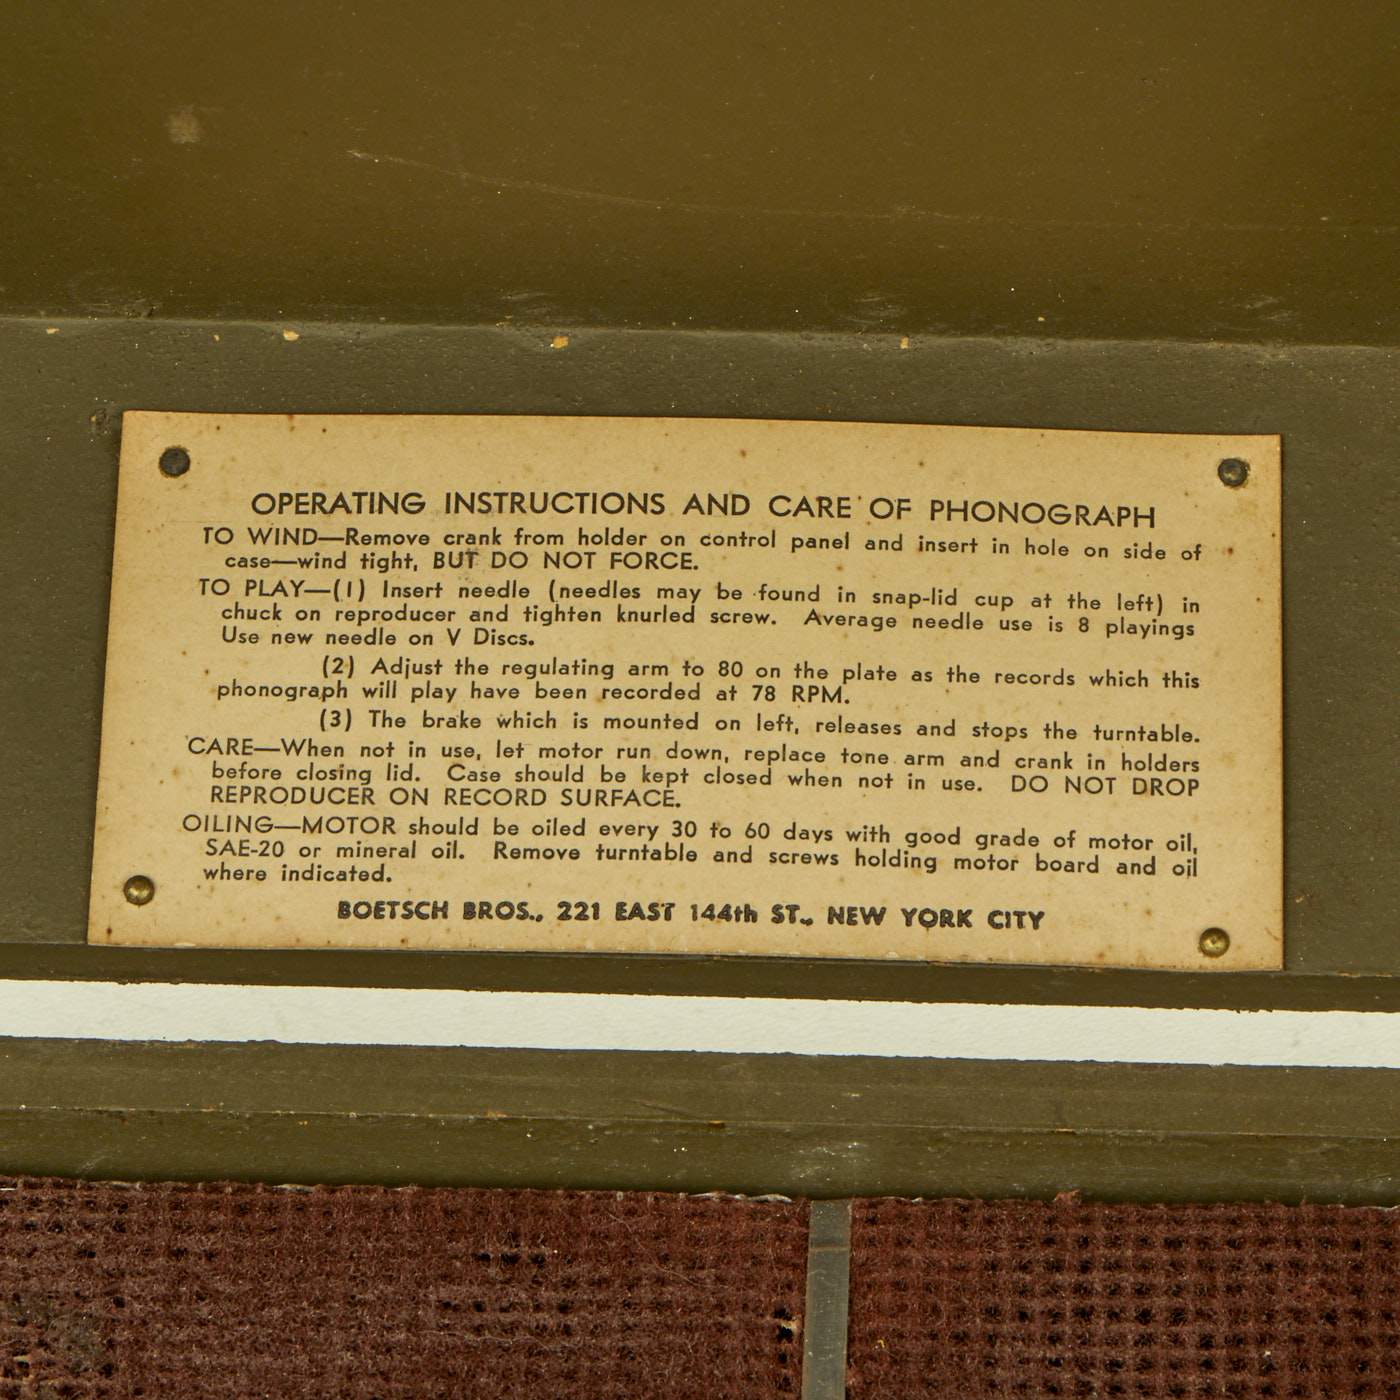 OPERATING INSTRUCTIONS AND CARE OF PHONOGRAPH
TO WIND—Remove crank from holder on control panel and insert in hole on side of
case—wind tight, BUT DO NOT FORCE.
TO PLAY—(1) Insert needle (needles may be found in snap-lid cup at the left) in
chuck on reproducer and tighten knurled screw. Average needle use is 8 playings
Use new needle on V Discs.
(2) Adjust the regulating arm to 80 on the plate as the records which this
phonograph will play have been recorded at 78 RPM.
(3) The brake which is mounted on left, releases and stops the turntable.
CARE—When not in use, let motor run down, replace tone arm and crank in holders
before closing lid. Case should be kept closed when not in use. DO NOT DROP
REPRODUCER ON RECORD SURFACE.
OILING—MOTOR should be oiled every 30 to 60 days with good grade of motor oil,
SAE-20 or mineral oil. Remove turntable and screws holding motor board and oil
where indicated.
BOETSCH BROS., 221 EAST 144th ST., NEW YORK CITY